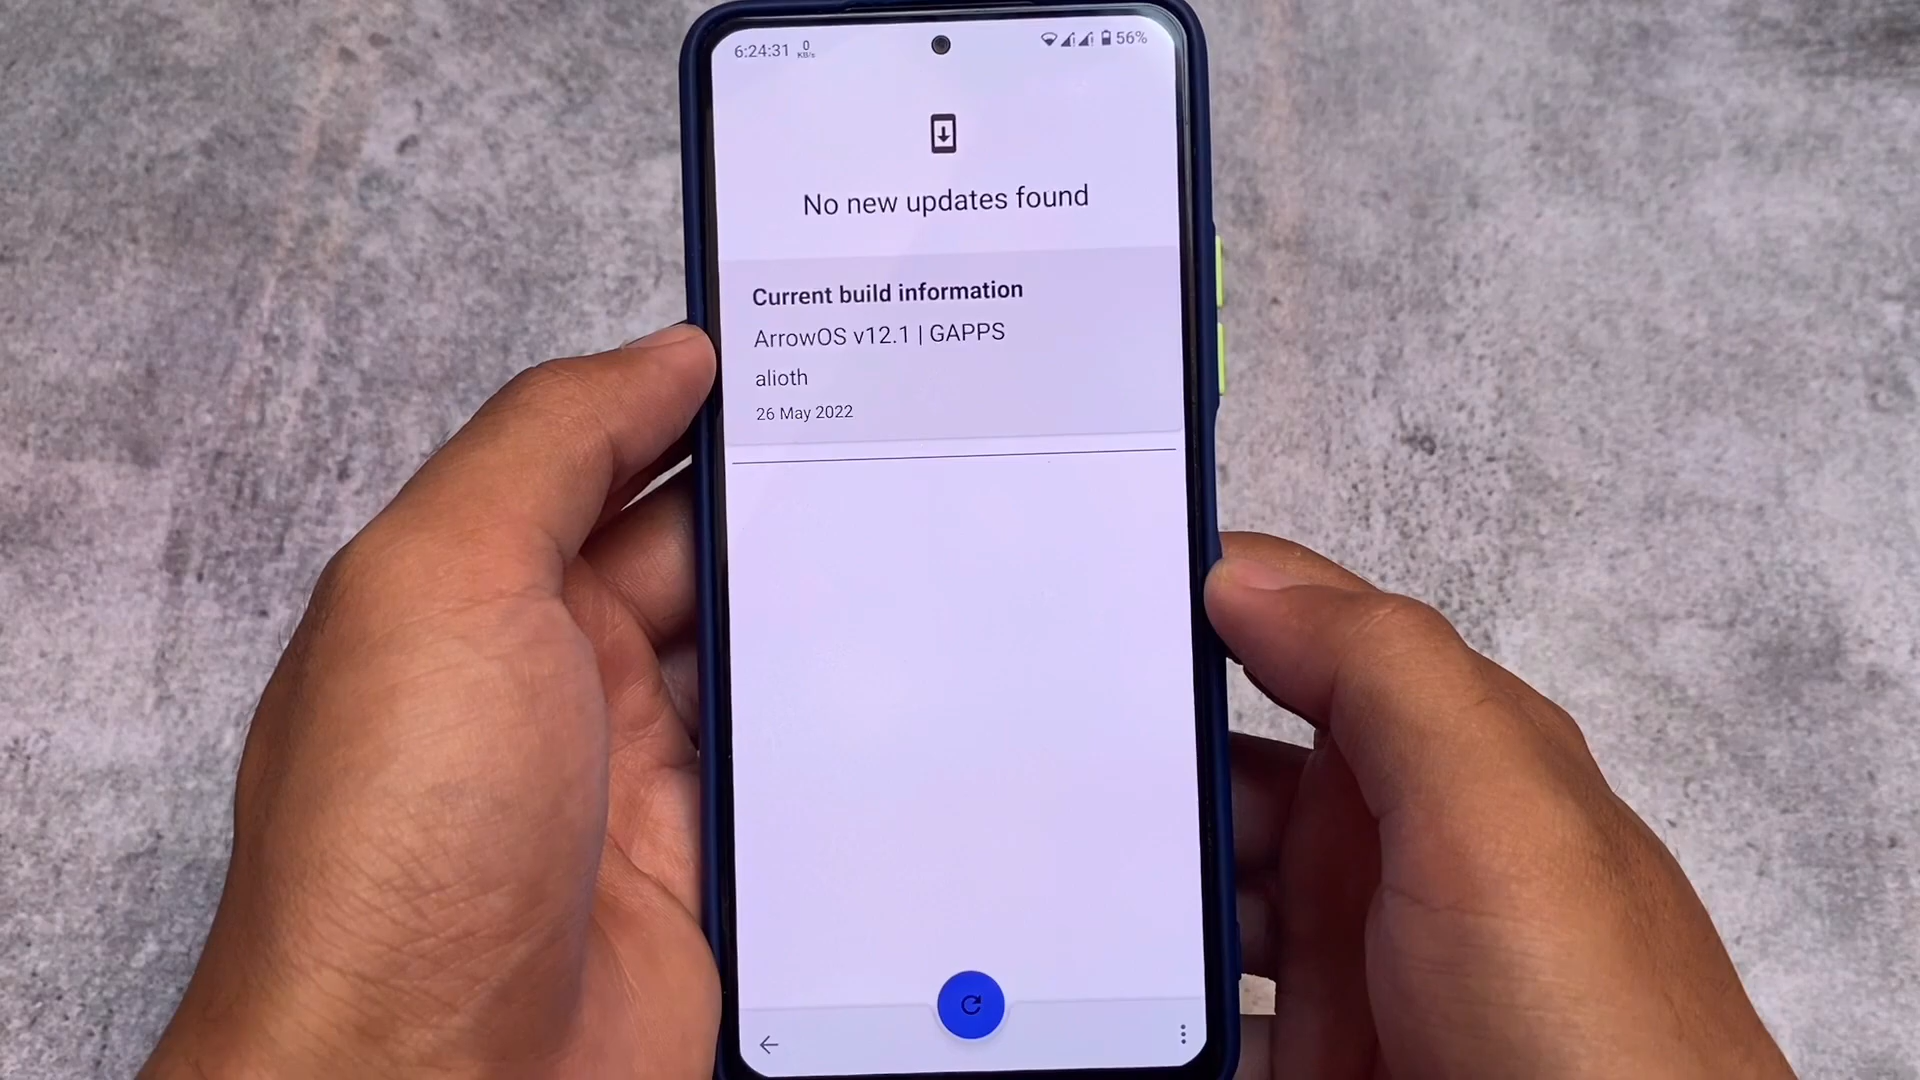 6:24:31 0 KB/s 56%
No new updates found
Current build information
ArrowOS v12.1 | GAPPS
alioth
26 May 2022